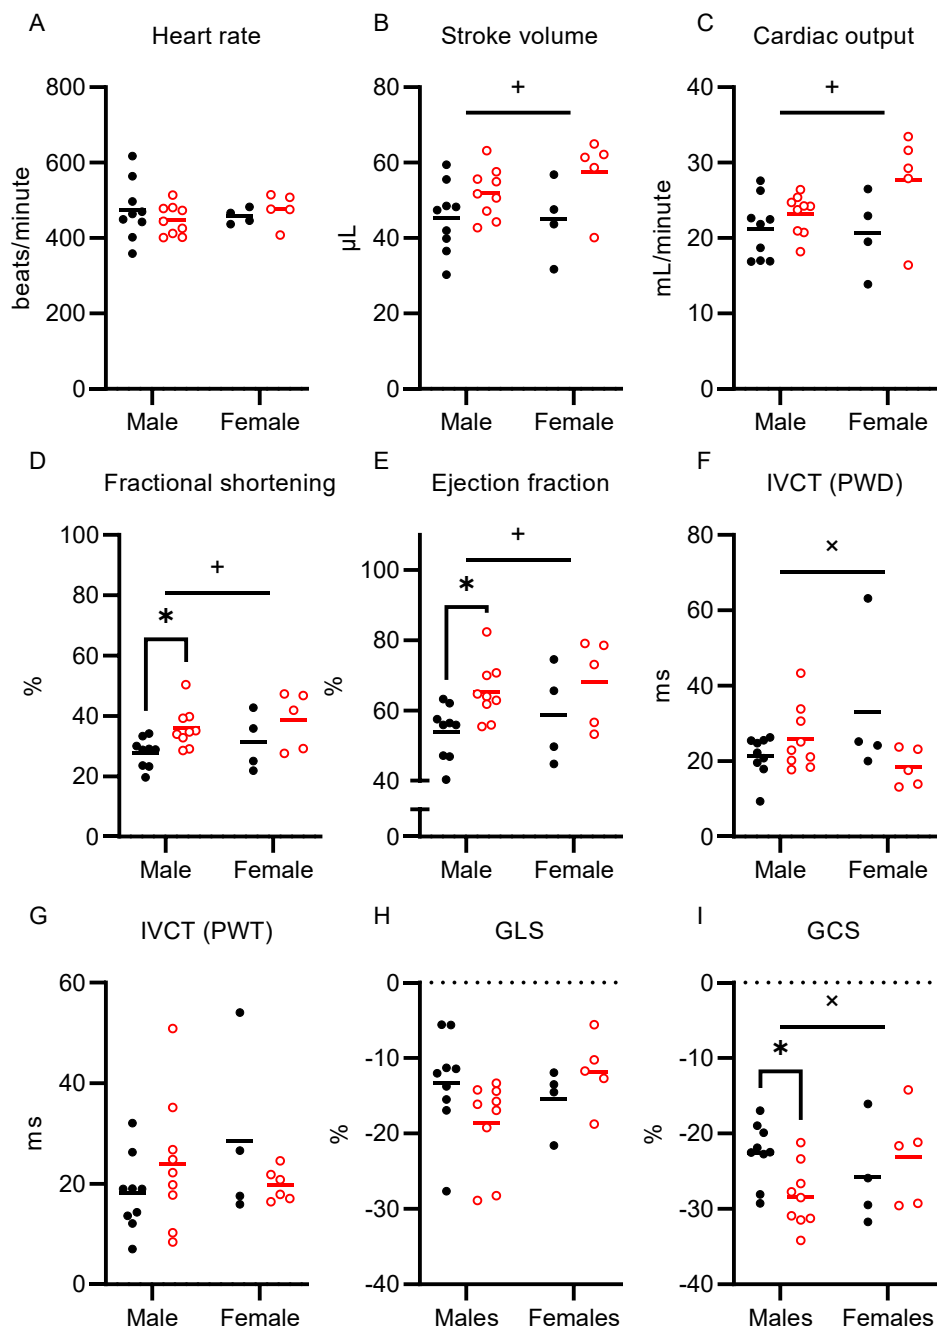 A
Heart rate
beats/minute
800
600
400
200
0
Male
Female
B
Stroke volume
µL
80
60
40
20
0
+
Male
Female
C
Cardiac output
mL/minute
40
30
20
10
0
+
Male
Female
D
Fractional shortening
%
100
80
60
40
20
0
+
*
Male
Female
E
Ejection fraction
%
100
80
60
40
0
+
*
Male
Female
F
IVCT (PWD)
ms
80
60
40
20
0
×
Male
Female
G
IVCT (PWT)
ms
60
40
20
0
Male
Female
H
GLS
%
0
-10
-20
-30
-40
Males
Females
I
GCS
%
0
-10
-20
-30
-40
×
*
Males
Females